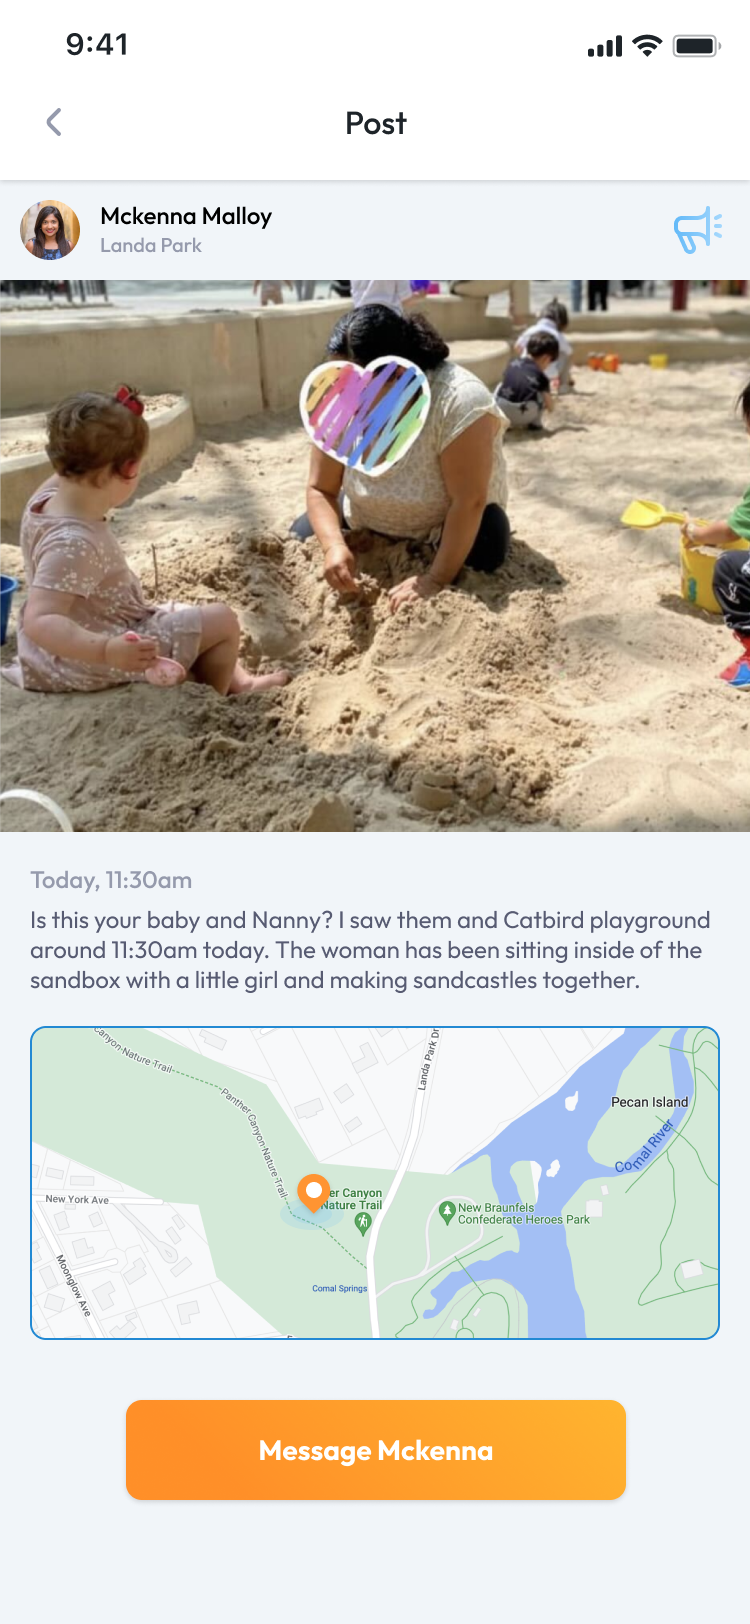 9:41
Post
Mckenna Malloy
Landa Park
Today, 11:30am
Is this your baby and Nanny? I saw them and Catbird playground
around 11:30am today. The woman has been sitting inside of the
sandbox with a little girl and making sandcastles together.
Canyon Nature Trail
Panther Canyon Nature Trail
Landa Park Dr
Pecan Island
Comal River
er Canyon
Nature Trail
New York Ave
New Braunfels
Confederate Heroes Park
Moonglow Ave
Comal Springs
Message Mckenna